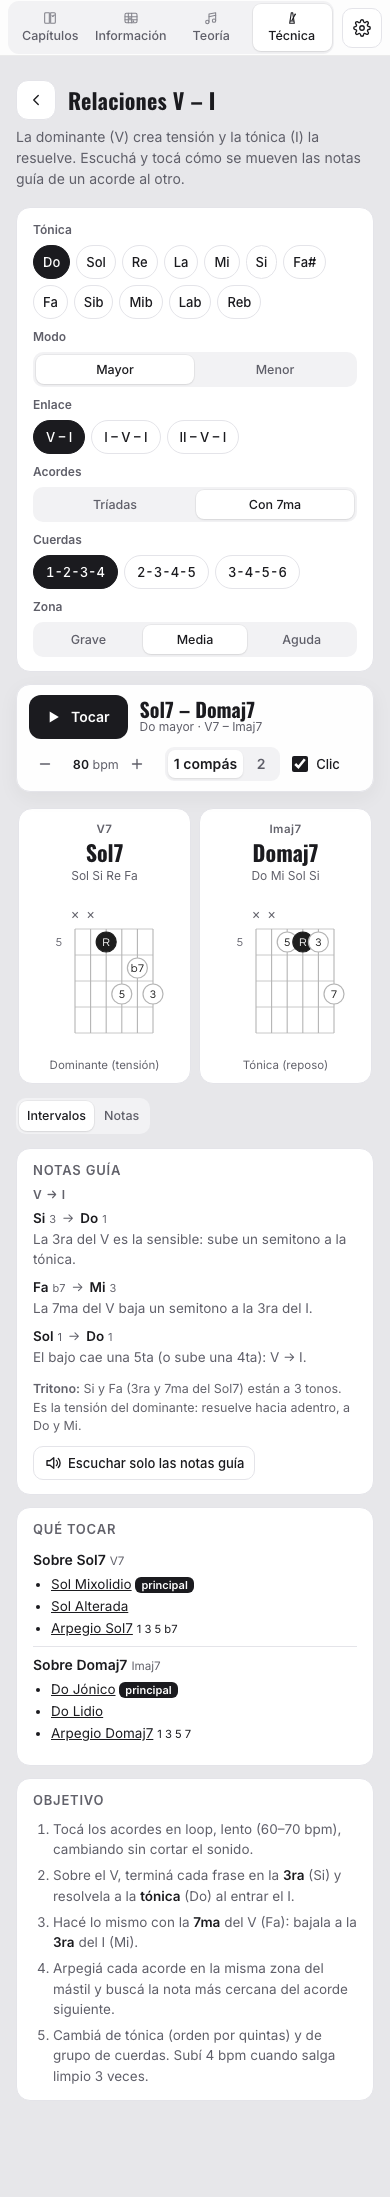 Capítulos Información Teoría Técnica
Relaciones V – I
La dominante (V) crea tensión y la tónica (I) la
resuelve. Escuchá y tocá cómo se mueven las notas
guía de un acorde al otro.
Tónica
Do Sol Re La Mi Si Fa#
Fa Sib Mib Lab Reb
Modo
Mayor Menor
Enlace
V – I I – V – I II – V – I
Acordes
Tríadas Con 7ma
Cuerdas
1-2-3-4 2-3-4-5 3-4-5-6
Zona
Grave Media Aguda
Tocar
Sol7 – Domaj7
Do mayor · V7 – Imaj7
80 bpm 1 compás 2 Clic
V7
Sol7
Sol Si Re Fa
× ×
5 R
b7
5 3
Dominante (tensión)
Imaj7
Domaj7
Do Mi Sol Si
× ×
5 5 R 3
7
Tónica (reposo)
Intervalos Notas
NOTAS GUÍA
V → I
Si 3 → Do 1
La 3ra del V es la sensible: sube un semitono a la
tónica.
Fa b7 → Mi 3
La 7ma del V baja un semitono a la 3ra del I.
Sol 1 → Do 1
El bajo cae una 5ta (o sube una 4ta): V → I.
Tritono: Si y Fa (3ra y 7ma del Sol7) están a 3 tonos.
Es la tensión del dominante: resuelve hacia adentro, a
Do y Mi.
Escuchar solo las notas guía
QUÉ TOCAR
Sobre Sol7 V7
• Sol Mixolidio principal
• Sol Alterada
• Arpegio Sol7 1 3 5 b7
Sobre Domaj7 Imaj7
• Do Jónico principal
• Do Lidio
• Arpegio Domaj7 1 3 5 7
OBJETIVO
1. Tocá los acordes en loop, lento (60–70 bpm),
cambiando sin cortar el sonido.
2. Sobre el V, terminá cada frase en la 3ra (Si) y
resolvela a la tónica (Do) al entrar el I.
3. Hacé lo mismo con la 7ma del V (Fa): bajala a la
3ra del I (Mi).
4. Arpegiá cada acorde en la misma zona del
mástil y buscá la nota más cercana del acorde
siguiente.
5. Cambiá de tónica (orden por quintas) y de
grupo de cuerdas. Subí 4 bpm cuando salga
limpio 3 veces.